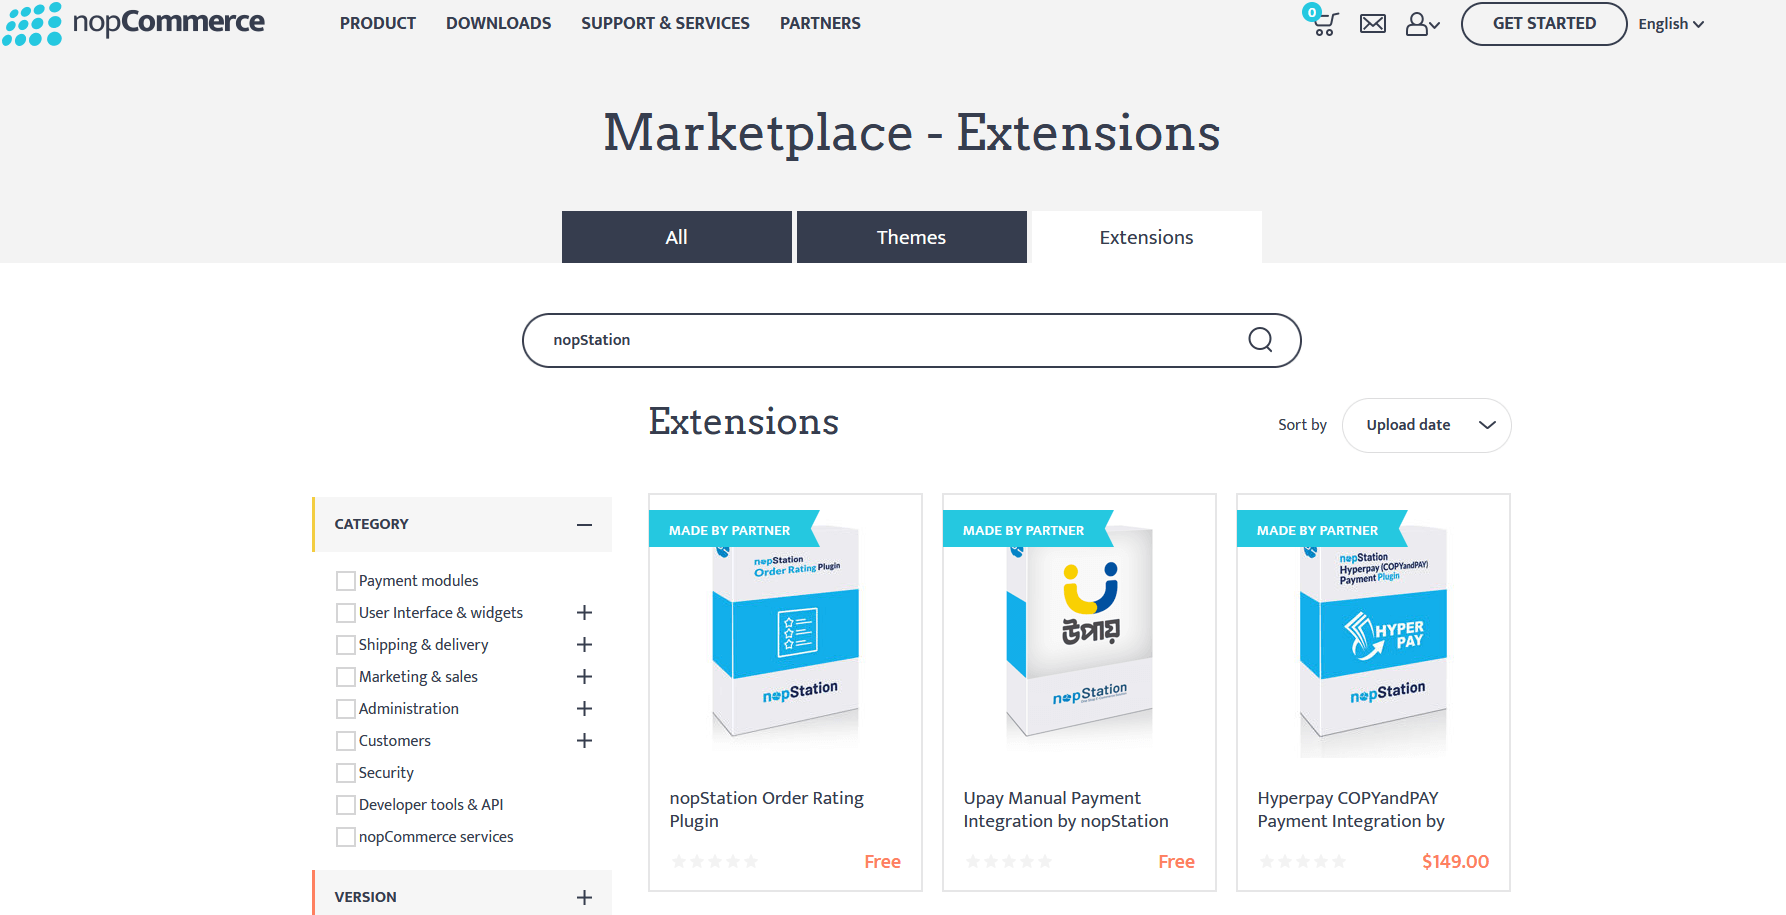 nopCommerce
PRODUCT DOWNLOADS SUPPORT & SERVICES PARTNERS
0
GET STARTED
English
Marketplace - Extensions
All
Themes
Extensions
nopStation
Extensions
Sort by
Upload date
CATEGORY
Payment modules
User Interface & widgets
Shipping & delivery
Marketing & sales
Administration
Customers
Security
Developer tools & API
nopCommerce services
VERSION
MADE BY PARTNER
nopStation
Order Rating Plugin
nopStation
nopStation Order Rating
Plugin
Free
MADE BY PARTNER
উপায়
nopStation
Upay Manual Payment
Integration by nopStation
Free
MADE BY PARTNER
nopStation
Hyperpay (COPYandPAY)
Payment Plugin
HYPER
PAY
nopStation
Hyperpay COPYandPAY
Payment Integration by
$149.00